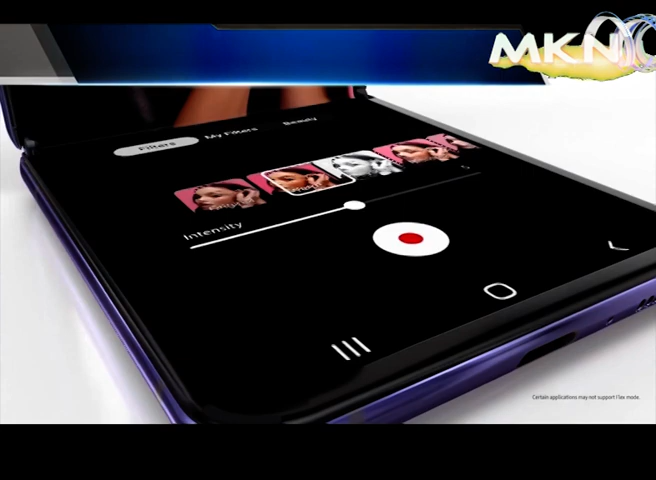 MKN
Filters My Filters Beauty
Intensity
Certain applications may not support Flex mode.